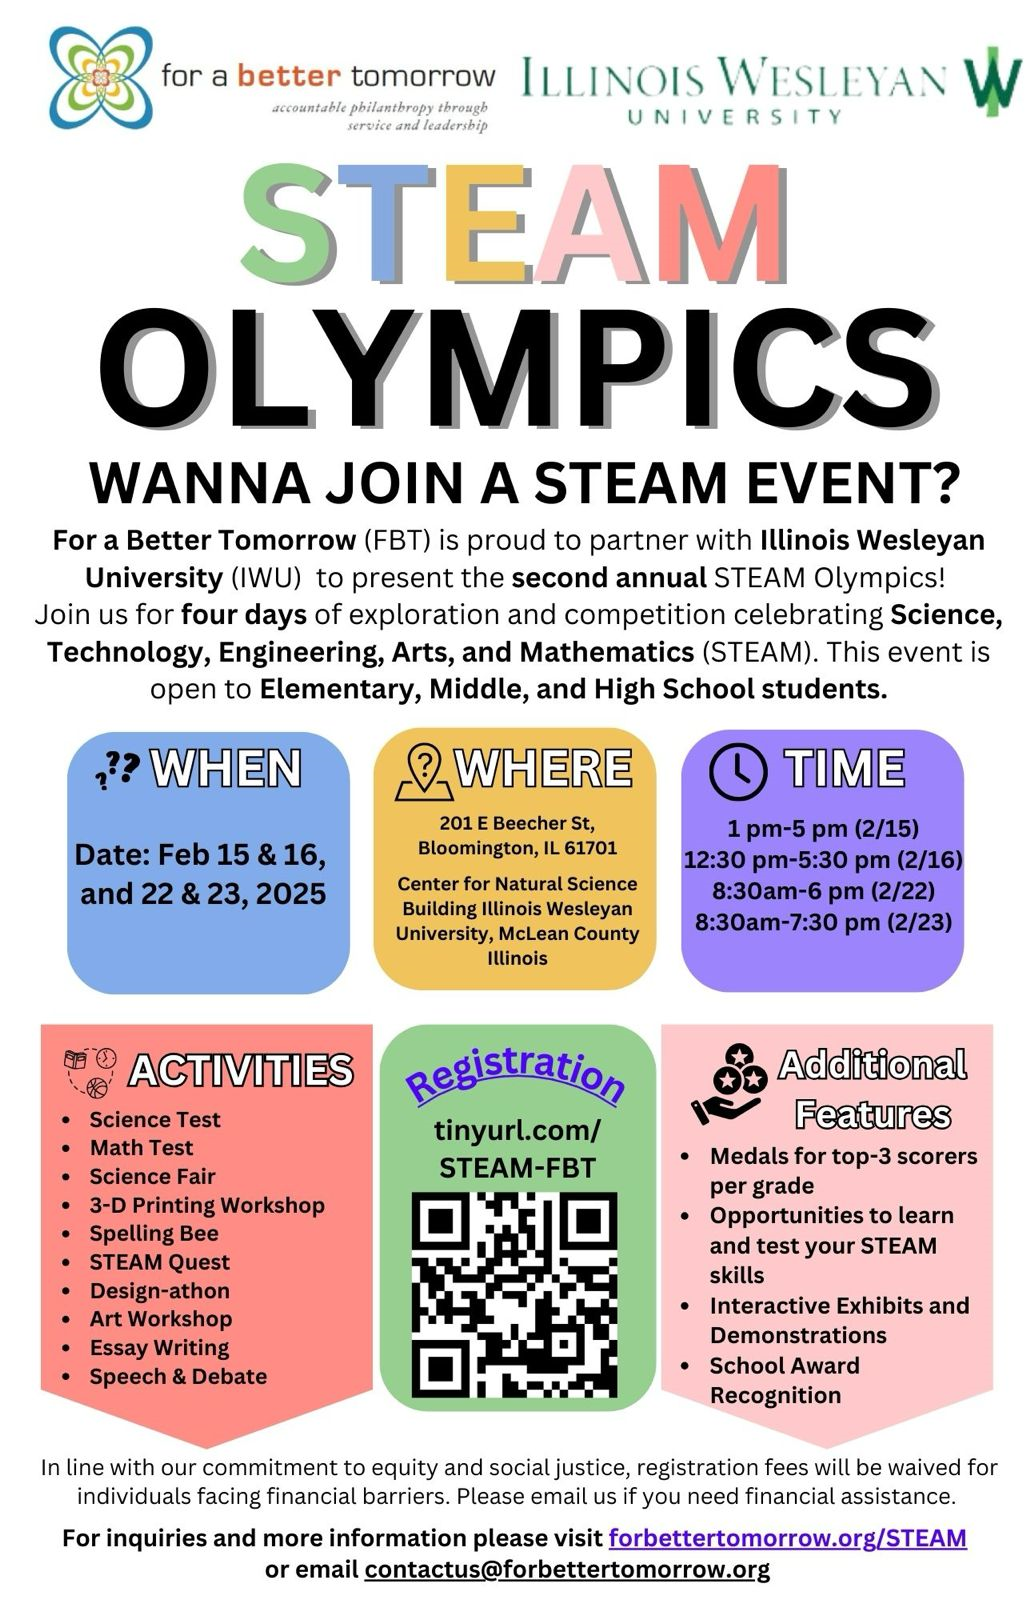 for a better tomorrow
accountable philanthropy through
service and leadership
ILLINOIS WESLEYAN
UNIVERSITY
W
STEAM
OLYMPICS
WANNA JOIN A STEAM EVENT?
For a Better Tomorrow (FBT) is proud to partner with Illinois Wesleyan
University (IWU) to present the second annual STEAM Olympics!
Join us for four days of exploration and competition celebrating Science,
Technology, Engineering, Arts, and Mathematics (STEAM). This event is
open to Elementary, Middle, and High School students.
??? WHEN
Date: Feb 15 & 16,
and 22 & 23, 2025
? WHERE
201 E Beecher St,
Bloomington, IL 61701
Center for Natural Science
Building Illinois Wesleyan
University, McLean County
Illinois
TIME
1 pm-5 pm (2/15)
12:30 pm-5:30 pm (2/16)
8:30am-6 pm (2/22)
8:30am-7:30 pm (2/23)
ACTIVITIES
• Science Test
• Math Test
• Science Fair
• 3-D Printing Workshop
• Spelling Bee
• STEAM Quest
• Design-athon
• Art Workshop
• Essay Writing
• Speech & Debate
Registration
tinyurl.com/
STEAM-FBT
Additional
Features
• Medals for top-3 scorers
per grade
• Opportunities to learn
and test your STEAM
skills
• Interactive Exhibits and
Demonstrations
• School Award
Recognition
In line with our commitment to equity and social justice, registration fees will be waived for
individuals facing financial barriers. Please email us if you need financial assistance.
For inquiries and more information please visit forbettertomorrow.org/STEAM
or email contactus@forbettertomorrow.org